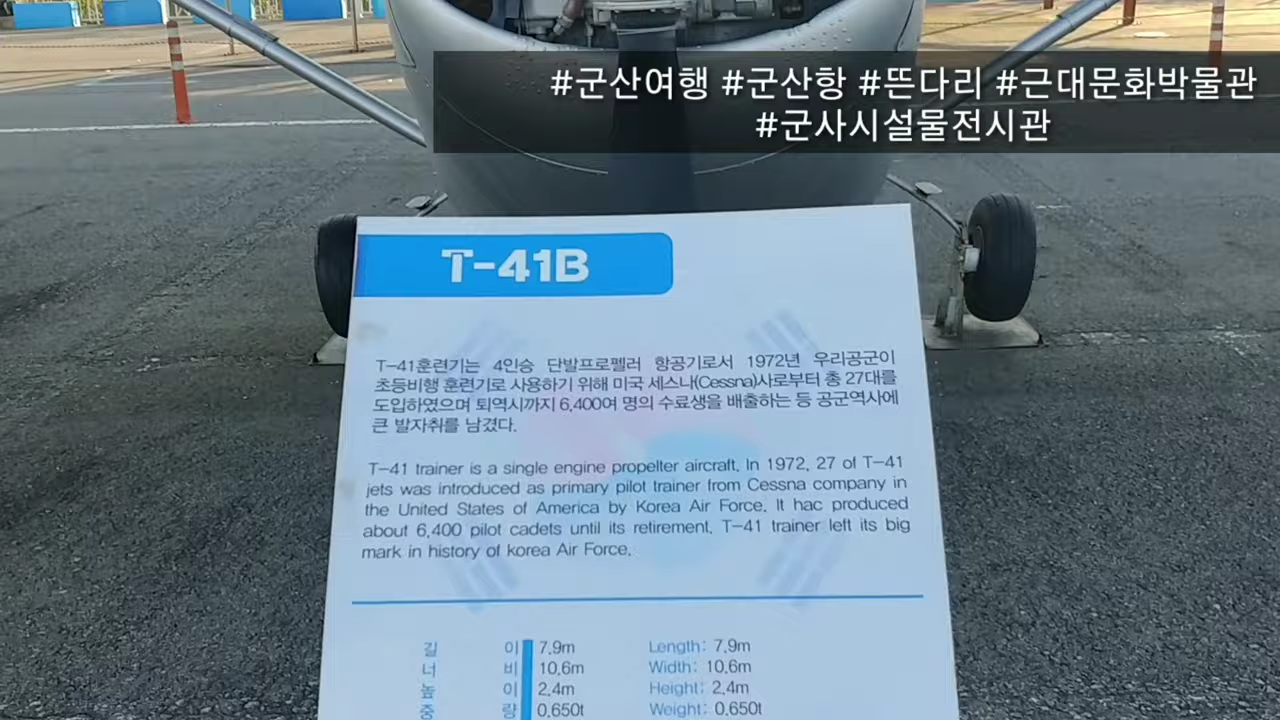 #군산여행 #군산항 #뜬다리 #근대문화박물관
#군사시설물전시관
T-41B
T-41훈련기는 4인승 단발프로펠러 항공기로서 1972년 우리공군이
초등비행 훈련기로 사용하기 위해 미국 세스나(Cessna)사로부터 총 27대를
도입하였으며 퇴역시까지 6,400여 명의 수료생을 배출하는 등 공군역사에
큰 발자취를 남겼다.
T-41 trainer is a single engine propelter aircraft. In 1972, 27 of T-41
jets was introduced as primary pilot trainer from Cessna company in
the United States of America by Korea Air Force. It hac produced
about 6,400 pilot cadets until its retirement. T-41 trainer left its big
mark in history of korea Air Force.
길 이 7.9m Length: 7.9m
너 비 10.6m Width: 10.6m
높 이 2.4m Height: 2.4m
중 량 0.650t Weight: 0.650t